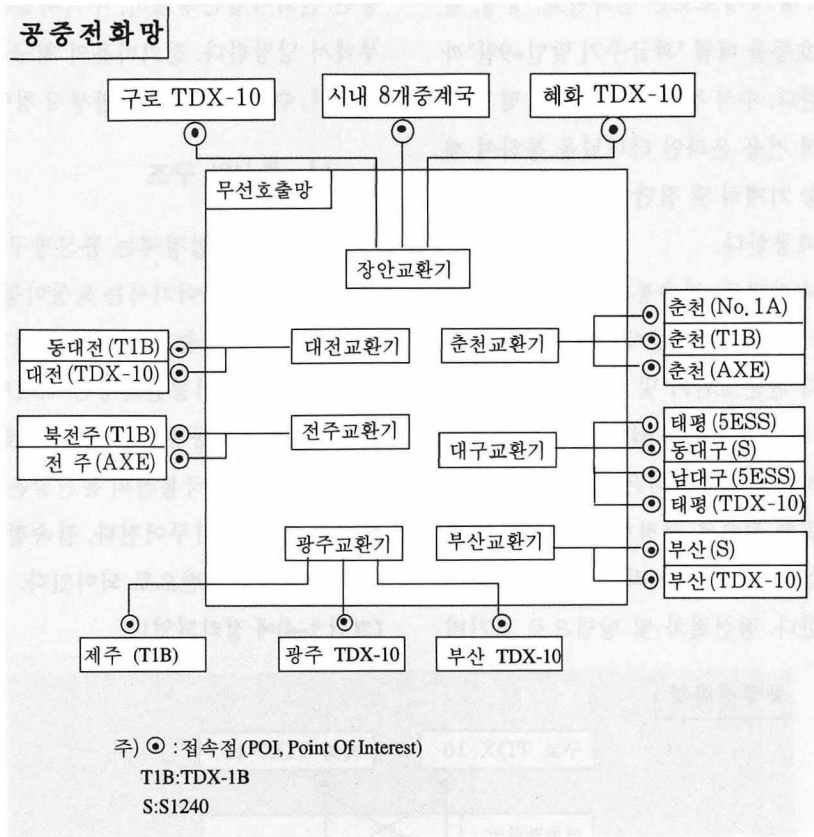 공중전화망
구로 TDX-10
시내 8개중계국
혜화 TDX-10
무선호출망
장안교환기
동대전(T1B)
대전(TDX-10)
대전교환기
춘천교환기
춘천(No. 1A)
춘천(T1B)
춘천(AXE)
북전주(T1B)
전 주(AXE)
전주교환기
대구교환기
태평(5ESS)
동대구(S)
남대구(5ESS)
태평(TDX-10)
광주교환기
부산교환기
부산(S)
부산(TDX-10)
제주 (T1B)
광주 TDX-10
부산 TDX-10
주) ⦿ :접속점(POI, Point Of Interest)
T1B:TDX-1B
S:S1240